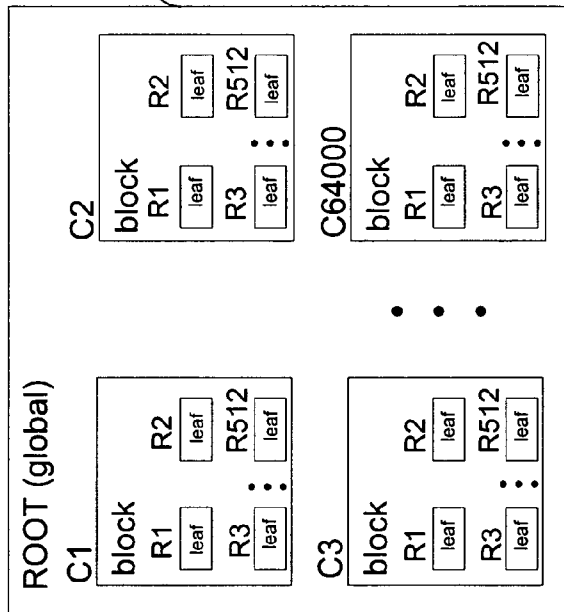 ROOT (global)
C1
block
R1 R2
leaf leaf
R3 R512
leaf ••• leaf
C2
block
R1 R2
leaf leaf
R3 R512
leaf ••• leaf
C3
block
R1 R2
leaf leaf
R3 R512
leaf ••• leaf
• • •
C64000
block
R1 R2
leaf leaf
R3 R512
leaf ••• leaf